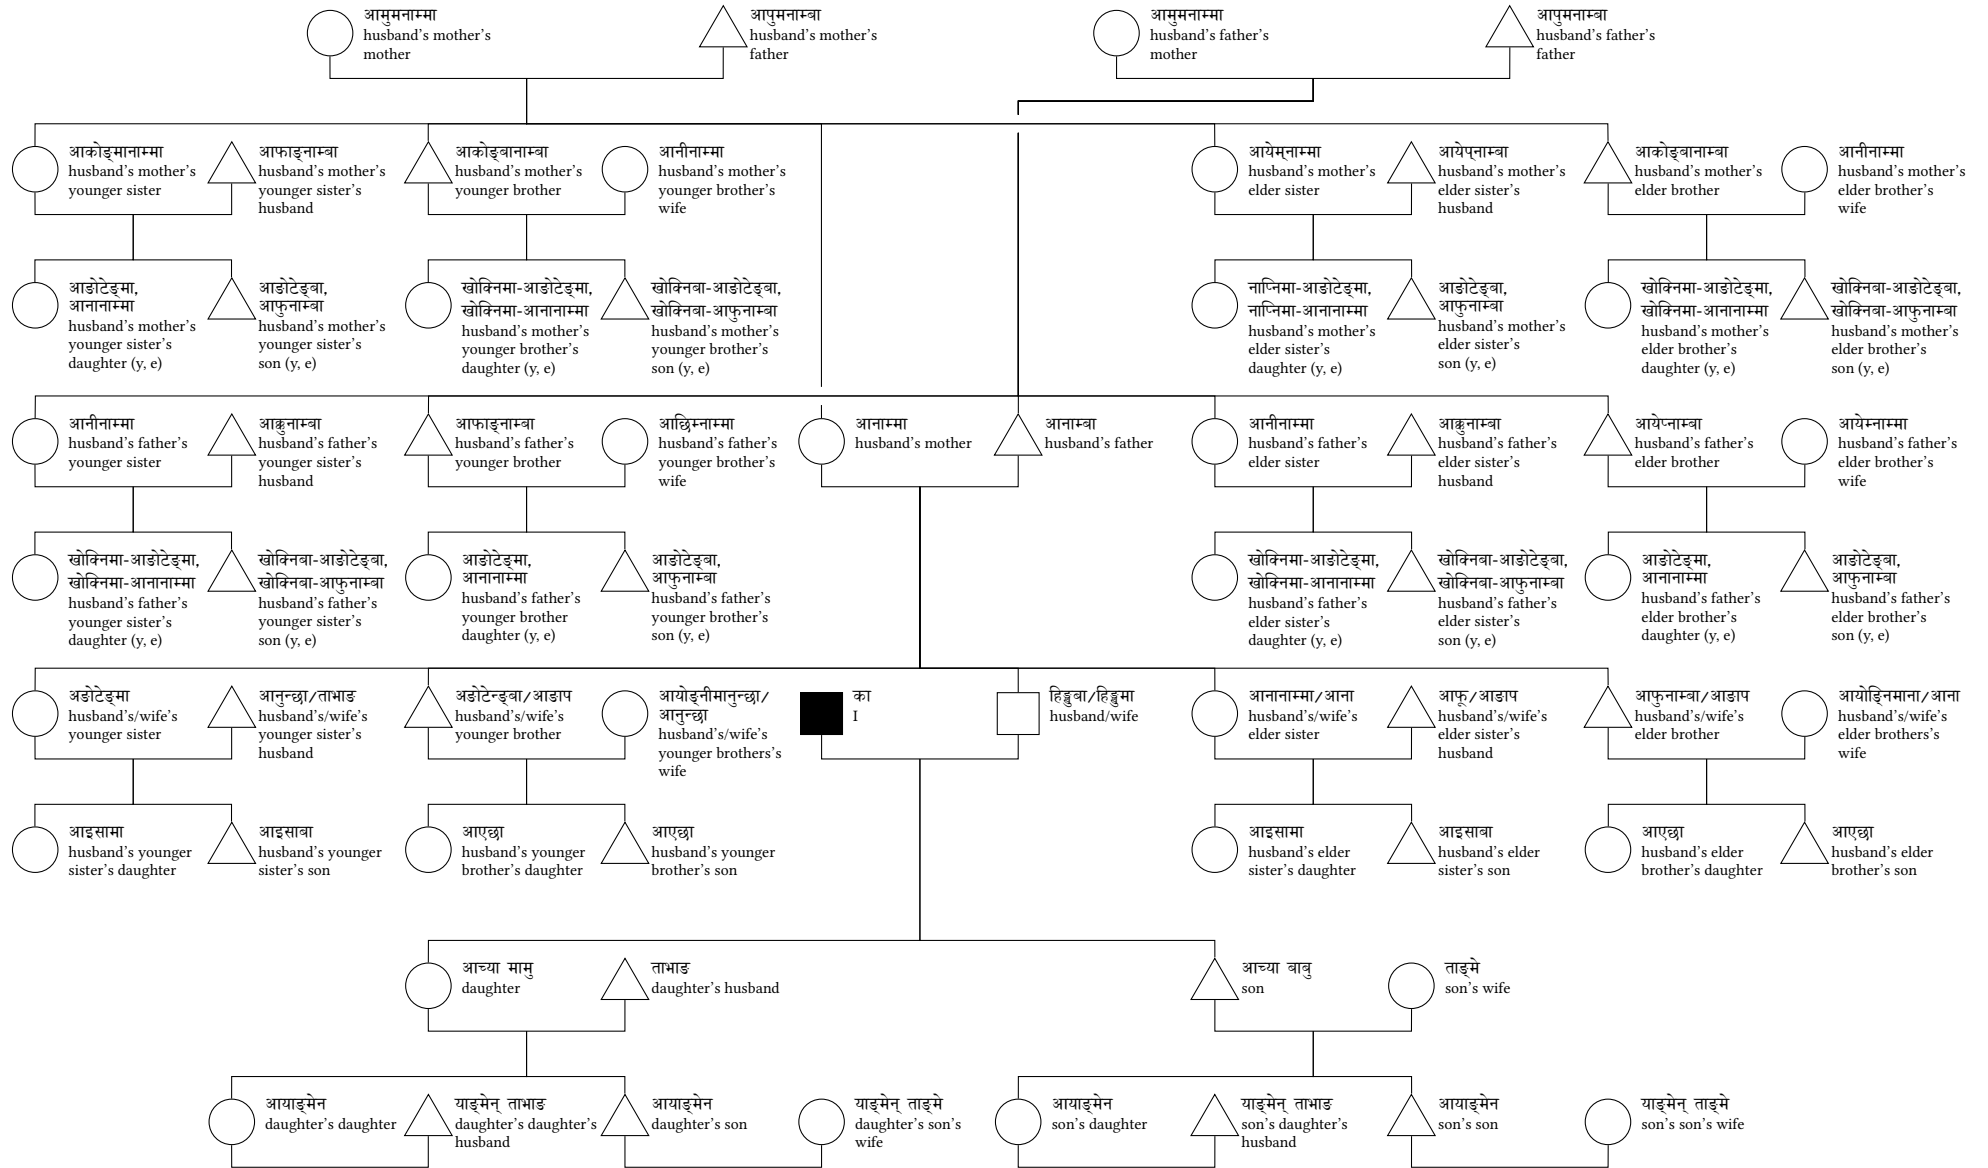 आमुमनाम्मा
husband's mother's
mother
आपुमनाम्बा
husband's mother's
father
आमुमनाम्मा
husband's father's
mother
आपुमनाम्बा
husband's father's
father
आकोङ्मानाम्मा
husband's mother's
younger sister
आफाङ्नाम्बा
husband's mother's
younger sister's
husband
आकोङ्बानाम्बा
husband's mother's
younger brother
आनीनाम्मा
husband's mother's
younger brother's
wife
आयेम्‌नाम्मा
husband's mother's
elder sister
आयेप्‌नाम्बा
husband's mother's
elder sister's
husband
आकोङ्बानाम्बा
husband's mother's
elder brother
आनीनाम्मा
husband's mother's
elder brother's
wife
आङोटेङ्मा,
आनानाम्मा
husband's mother's
younger sister's
daughter (y, e)
आङोटेङ्बा,
आफुनाम्बा
husband's mother's
younger sister's
son (y, e)
खोक्निमा-आङोटेङ्मा,
खोक्निमा-आनानाम्मा
husband's mother's
younger brother's
daughter (y, e)
खोक्निबा-आङोटेङ्बा,
खोक्निबा-आफुनाम्बा
husband's mother's
younger brother's
son (y, e)
नाप्निमा-आङोटेङ्मा,
नाप्निमा-आनानाम्मा
husband's mother's
elder sister's
daughter (y, e)
आङोटेङ्बा,
आफुनाम्बा
husband's mother's
elder sister's
son (y, e)
खोक्निमा-आङोटेङ्मा,
खोक्निमा-आनानाम्मा
husband's mother's
elder brother's
daughter (y, e)
खोक्निबा-आङोटेङ्बा,
खोक्निबा-आफुनाम्बा
husband's mother's
elder brother's
son (y, e)
आनीनाम्मा
husband's father's
younger sister
आक्कुनाम्बा
husband's father's
younger sister's
husband
आफाङ्नाम्बा
husband's father's
younger brother
आछिम्नाम्मा
husband's father's
younger brother's
wife
आनाम्मा
husband's mother
आनाम्बा
husband's father
आनीनाम्मा
husband's father's
elder sister
आक्कुनाम्बा
husband's father's
elder sister's
husband
आयेप्नाम्बा
husband's father's
elder brother
आयेम्नाम्मा
husband's father's
elder brother's
wife
खोक्निमा-आङोटेङ्मा,
खोक्निमा-आनानाम्मा
husband's father's
younger sister's
daughter (y, e)
खोक्निबा-आङोटेङ्बा,
खोक्निबा-आफुनाम्बा
husband's father's
younger sister's
son (y, e)
आङोटेङ्मा,
आनानाम्मा
husband's father's
younger brother
daughter (y, e)
आङोटेङ्बा,
आफुनाम्बा
husband's father's
younger brother's
son (y, e)
खोक्निमा-आङोटेङ्मा,
खोक्निमा-आनानाम्मा
husband's father's
elder sister's
daughter (y, e)
खोक्निबा-आङोटेङ्बा,
खोक्निबा-आफुनाम्बा
husband's father's
elder sister's
son (y, e)
आङोटेङ्मा,
आनानाम्मा
husband's father's
elder brother's
daughter (y, e)
आङोटेङ्बा,
आफुनाम्बा
husband's father's
elder brother's
son (y, e)
अङोटेङ्मा
husband's/wife's
younger sister
आनुन्छा/ताभाङ
husband's/wife's
younger sister's
husband
अङोटेन्ङ्बा/आङाप
husband's/wife's
younger brother
आयोङ्नीमानुन्छा/
आनुन्छा
husband's/wife's
younger brothers's
wife
का
I
हिड्डुबा/हिड्डुमा
husband/wife
आनानाम्मा/आना
husband's/wife's
elder sister
आफू/आङाप
husband's/wife's
elder sister's
husband
आफुनाम्बा/आङाप
husband's/wife's
elder brother
आयोङ्निमाना/आना
husband's/wife's
elder brothers's
wife
आइसामा
husband's younger
sister's daughter
आइसाबा
husband's younger
sister's son
आएछा
husband's younger
brother's daughter
आएछा
husband's younger
brother's son
आइसामा
husband's elder
sister's daughter
आइसाबा
husband's elder
sister's son
आएछा
husband's elder
brother's daughter
आएछा
husband's elder
brother's son
आच्या मामु
daughter
ताभाङ
daughter's husband
आच्या बाबु
son
ताङ्मे
son's wife
आयाङ्मेन
daughter's daughter
याङ्मेन् ताभाङ
daughter's daughter's
husband
आयाङ्मेन
daughter's son
याङ्मेन् ताङ्मे
daughter's son's
wife
आयाङ्मेन
son's daughter
याङ्मेन् ताभाङ
son's daughter's
husband
आयाङ्मेन
son's son
याङ्मेन् ताङ्मे
son's son's wife